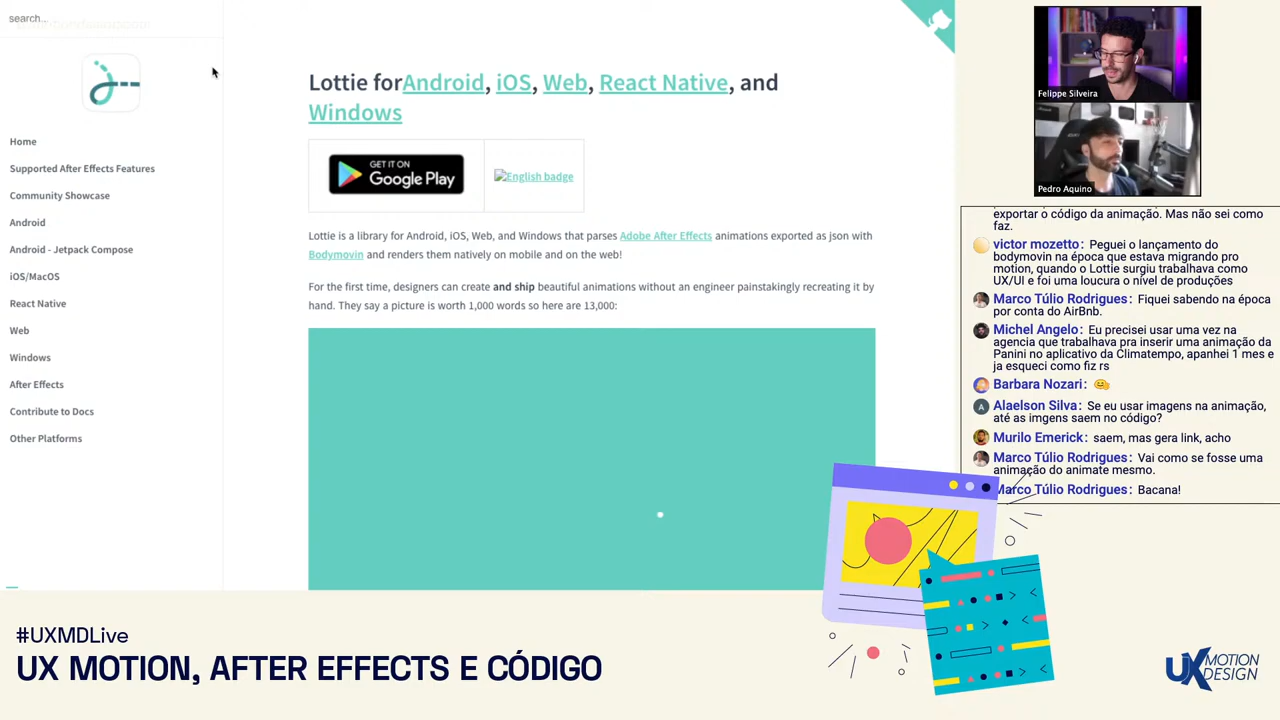 search...
Home
Supported After Effects Features
Community Showcase
Android
Android - Jetpack Compose
iOS/MacOS
React Native
Web
Windows
After Effects
Contribute to Docs
Other Platforms
Lottie forAndroid, iOS, Web, React Native, and
Windows
GET IT ON
Google Play
English badge
Lottie is a library for Android, iOS, Web, and Windows that parses Adobe After Effects animations exported as json with
Bodymovin and renders them natively on mobile and on the web!
For the first time, designers can create and ship beautiful animations without an engineer painstakingly recreating it by
hand. They say a picture is worth 1,000 words so here are 13,000:
Felippe Silveira
Pedro Aquino
exportar o código da animação. Mas não sei como
faz.
victor mozetto: Peguei o lançamento do
bodymovin na época que estava migrando pro
motion, quando o Lottie surgiu trabalhava como
UX/UI e foi uma loucura o nível de produções
Marco Túlio Rodrigues: Fiquei sabendo na época
por conta do AirBnb.
Michel Angelo: Eu precisei usar uma vez na
agencia que trabalhava pra inserir uma animação da
Panini no aplicativo da Climatempo, apanhei 1 mes e
ja esqueci como fiz rs
Barbara Nozari: 🤗
A
Alaelson Silva: Se eu usar imagens na animação,
até as imgens saem no código?
Murilo Emerick: saem, mas gera link, acho
Marco Túlio Rodrigues: Vai como se fosse uma
animação do animate mesmo.
Marco Túlio Rodrigues: Bacana!
#UXMDLive
UX MOTION, AFTER EFFECTS E CÓDIGO
UX MOTION
DESIGN